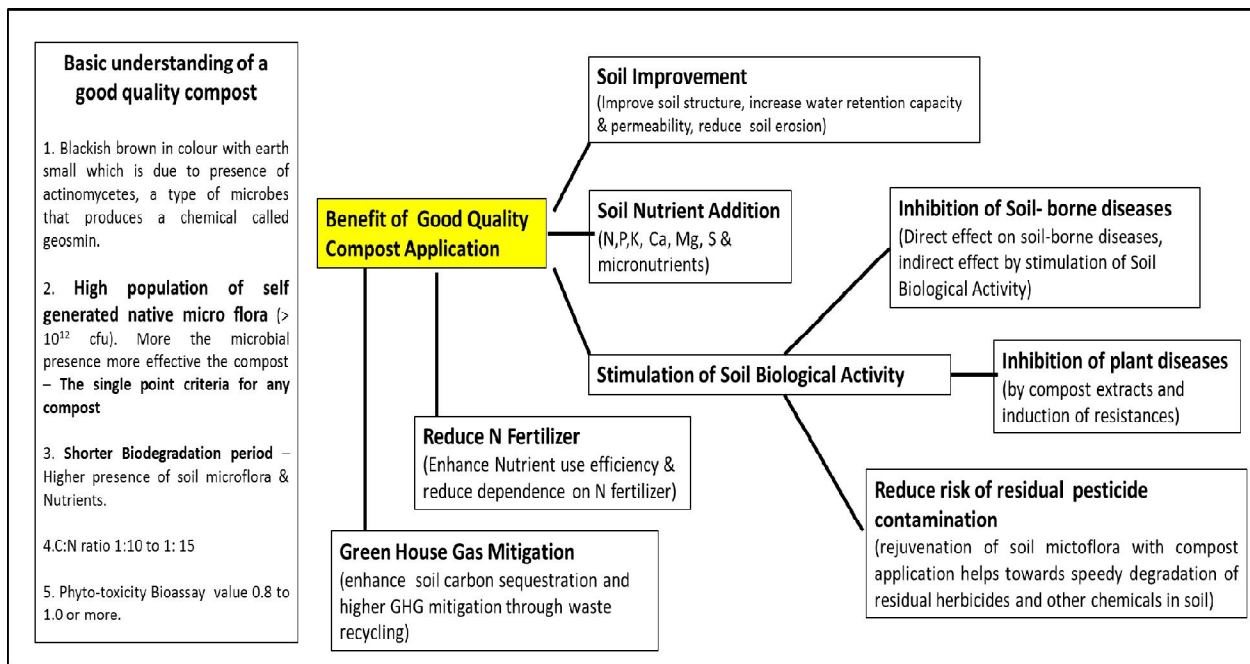 Basic understanding of a
good quality compost
1. Blackish brown in colour with earth
small which is due to presence of
actinomycetes, a type of microbes
that produces a chemical called
geosmin.
2. High population of self
generated native micro flora (>
10¹² cfu). More the microbial
presence more effective the compost
– The single point criteria for any
compost
3. Shorter Biodegradation period –
Higher presence of soil microflora &
Nutrients.
4.C:N ratio 1:10 to 1: 15
5. Phyto-toxicity Bioassay value 0.8 to
1.0 or more.
Benefit of Good Quality
Compost Application
Soil Improvement
(Improve soil structure, increase water retention capacity
& permeability, reduce soil erosion)
Soil Nutrient Addition
(N,P,K, Ca, Mg, S &
micronutrients)
Stimulation of Soil Biological Activity
Inhibition of Soil- borne diseases
(Direct effect on soil-borne diseases,
indirect effect by stimulation of Soil
Biological Activity)
Inhibition of plant diseases
(by compost extracts and
induction of resistances)
Reduce risk of residual pesticide
contamination
(rejuvenation of soil mictoflora with compost
application helps towards speedy degradation of
residual herbicides and other chemicals in soil)
Reduce N Fertilizer
(Enhance Nutrient use efficiency &
reduce dependence on N fertilizer)
Green House Gas Mitigation
(enhance soil carbon sequestration and
higher GHG mitigation through waste
recycling)